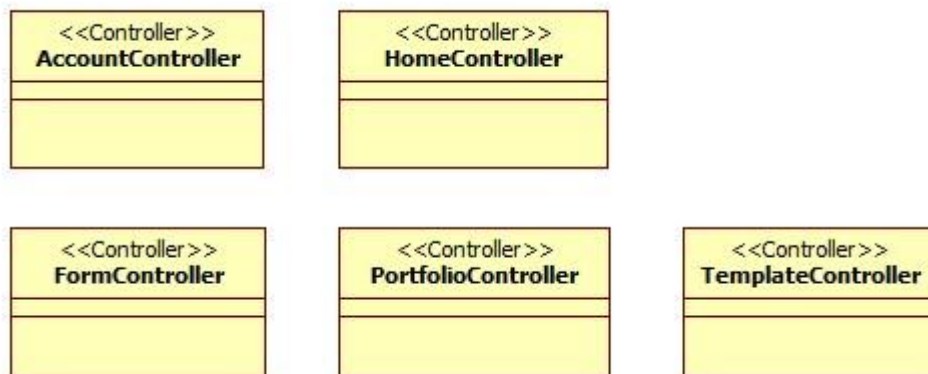 <<Controller>>
AccountController
<<Controller>>
HomeController
<<Controller>>
FormController
<<Controller>>
PortfolioController
<<Controller>>
TemplateController